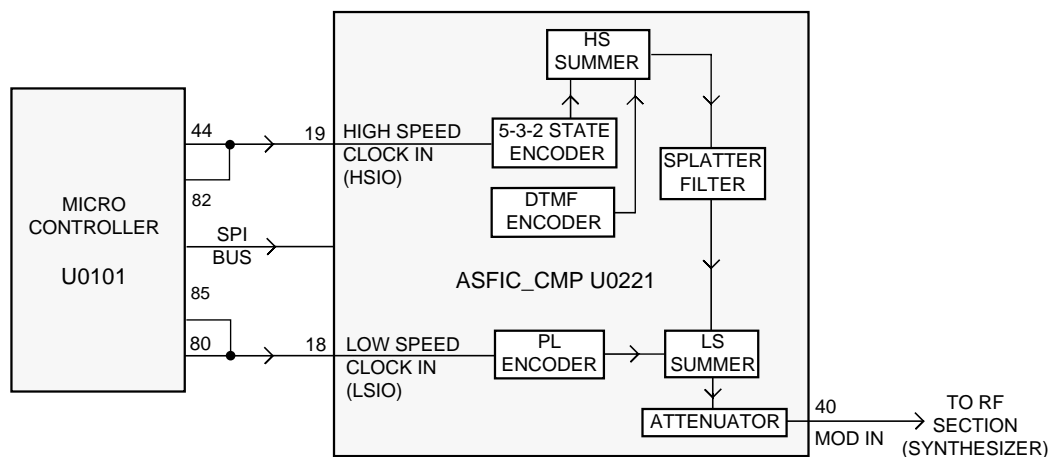 HS
SUMMER
44
19
HIGH SPEED
CLOCK IN
(HSIO)
5-3-2 STATE
ENCODER
SPLATTER
FILTER
82
DTMF
ENCODER
MICRO
CONTROLLER
U0101
SPI
BUS
ASFIC_CMP U0221
85
80
18
LOW SPEED
CLOCK IN
(LSIO)
PL
ENCODER
LS
SUMMER
ATTENUATOR
40
MOD IN
TO RF
SECTION
(SYNTHESIZER)